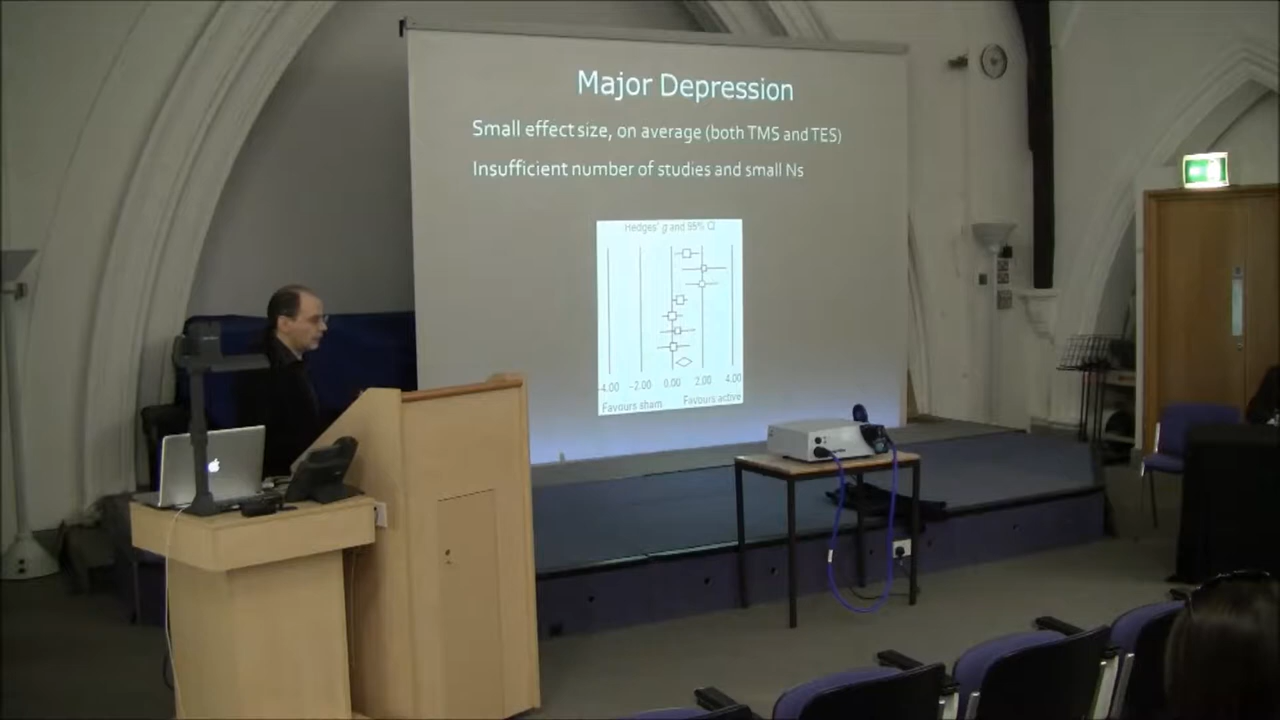 Major Depression
Small effect size, on average (both TMS and TES)
Insufficient number of studies and small Ns
Hedges' g and 95% CI
-4.00 -2.00 0.00 2.00 4.00
Favours sham Favours active